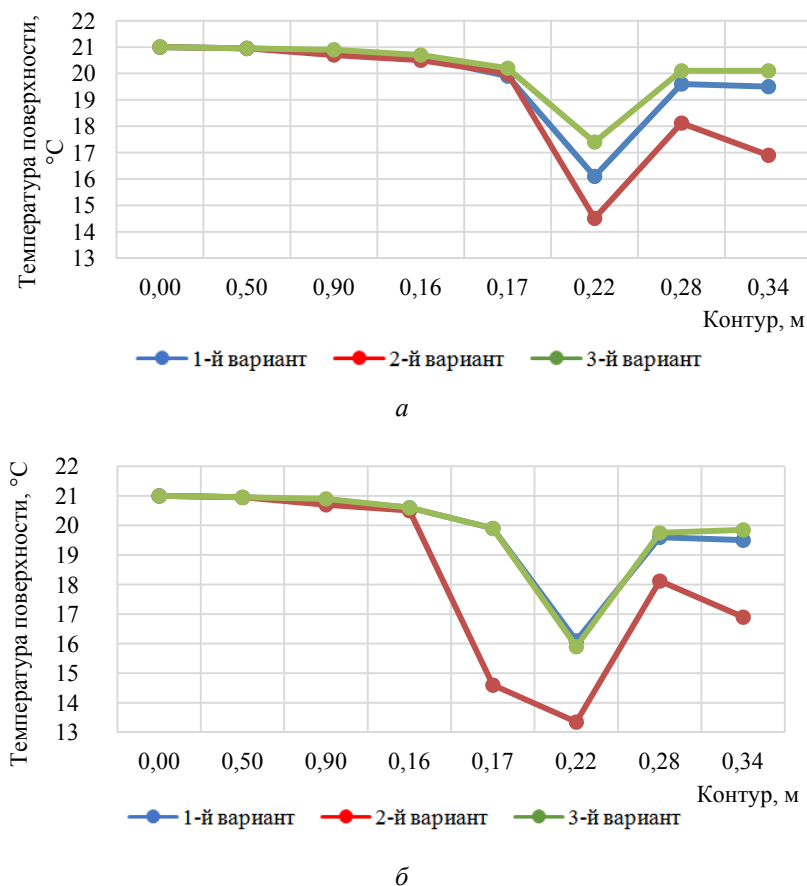 Температура поверхности,
°С
22
21
20
19
18
17
16
15
14
13
0,00 0,50 0,90 0,16 0,17 0,22 0,28 0,34
Контур, м
1-й вариант 2-й вариант 3-й вариант
а
Температура поверхности, °С
22
21
20
19
18
17
16
15
14
13
0,00 0,50 0,90 0,16 0,17 0,22 0,28 0,34
Контур, м
1-й вариант 2-й вариант 3-й вариант
б